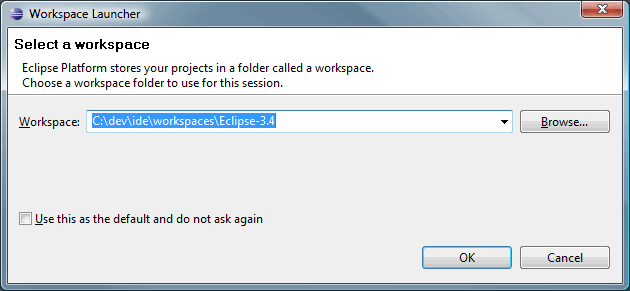 Workspace Launcher
Select a workspace
Eclipse Platform stores your projects in a folder called a workspace.
Choose a workspace folder to use for this session.
Workspace: C:\dev\ide\workspaces\Eclipse-3.4 Browse...
Use this as the default and do not ask again
OK Cancel